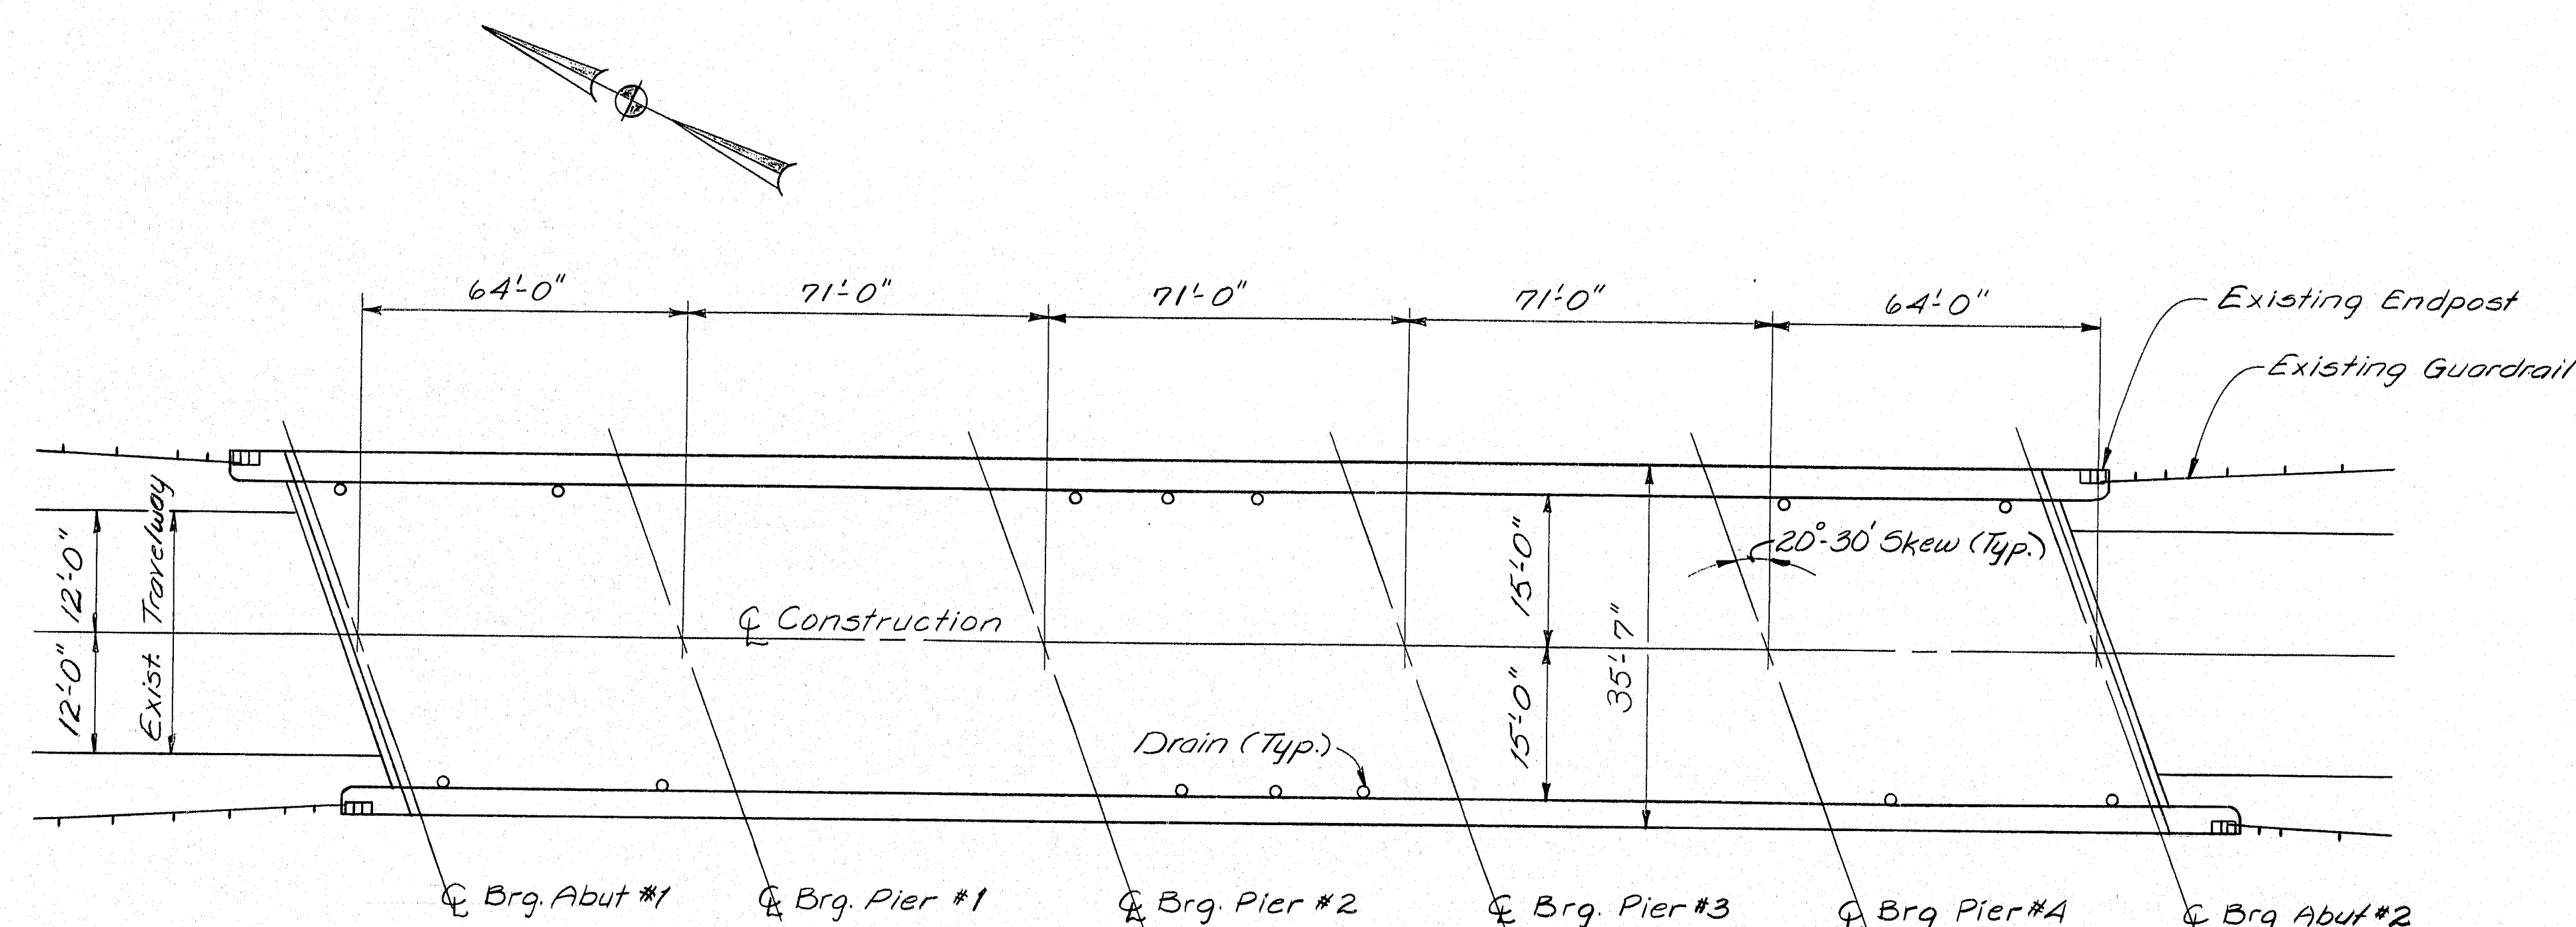 64'-0"
71'-0"
71'-0"
71'-0"
64'-0"
Existing Endpost
Existing Guardrail
12'-0" 12'-0"
Exist. Travelway
℄ Construction
15'-0"
15'-0"
35'-7"
20°-30' Skew (Typ.)
Drain (Typ.)
℄ Brg. Abut #1
℄ Brg. Pier #1
℄ Brg. Pier #2
℄ Brg. Pier #3
℄ Brg Pier #4
℄ Brg Abut #2